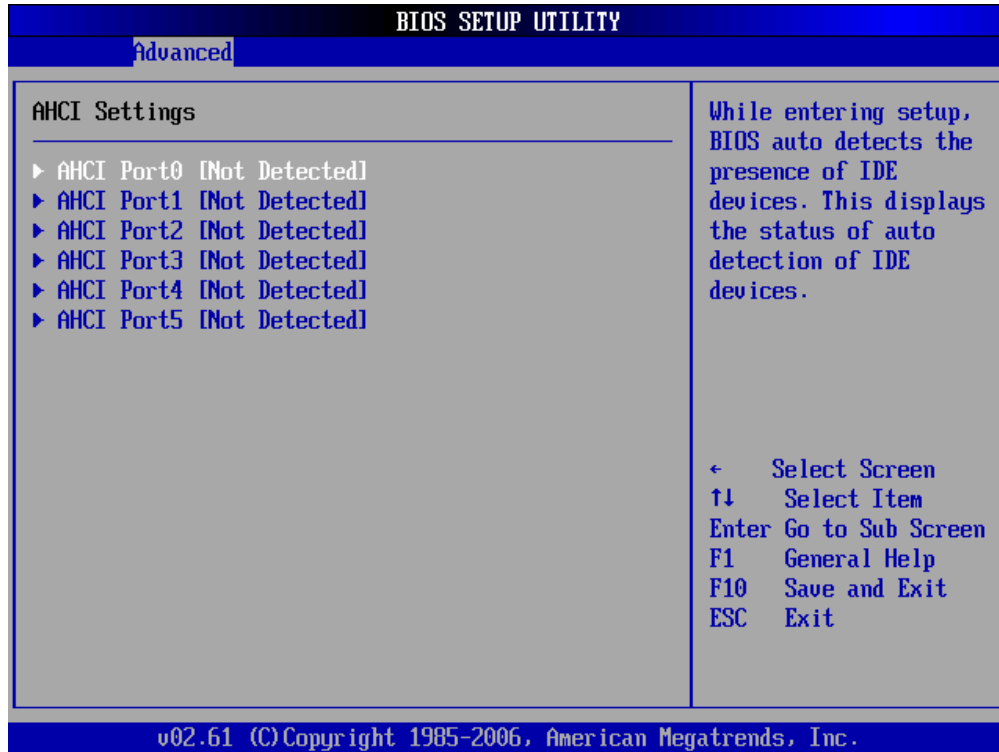 BIOS SETUP UTILITY
Advanced
AHCI Settings
▶ AHCI Port0 [Not Detected]
▶ AHCI Port1 [Not Detected]
▶ AHCI Port2 [Not Detected]
▶ AHCI Port3 [Not Detected]
▶ AHCI Port4 [Not Detected]
▶ AHCI Port5 [Not Detected]
While entering setup,
BIOS auto detects the
presence of IDE
devices. This displays
the status of auto
detection of IDE
devices.
← Select Screen
↑↓ Select Item
Enter Go to Sub Screen
F1 General Help
F10 Save and Exit
ESC Exit
v02.61 (C)Copyright 1985-2006, American Megatrends, Inc.